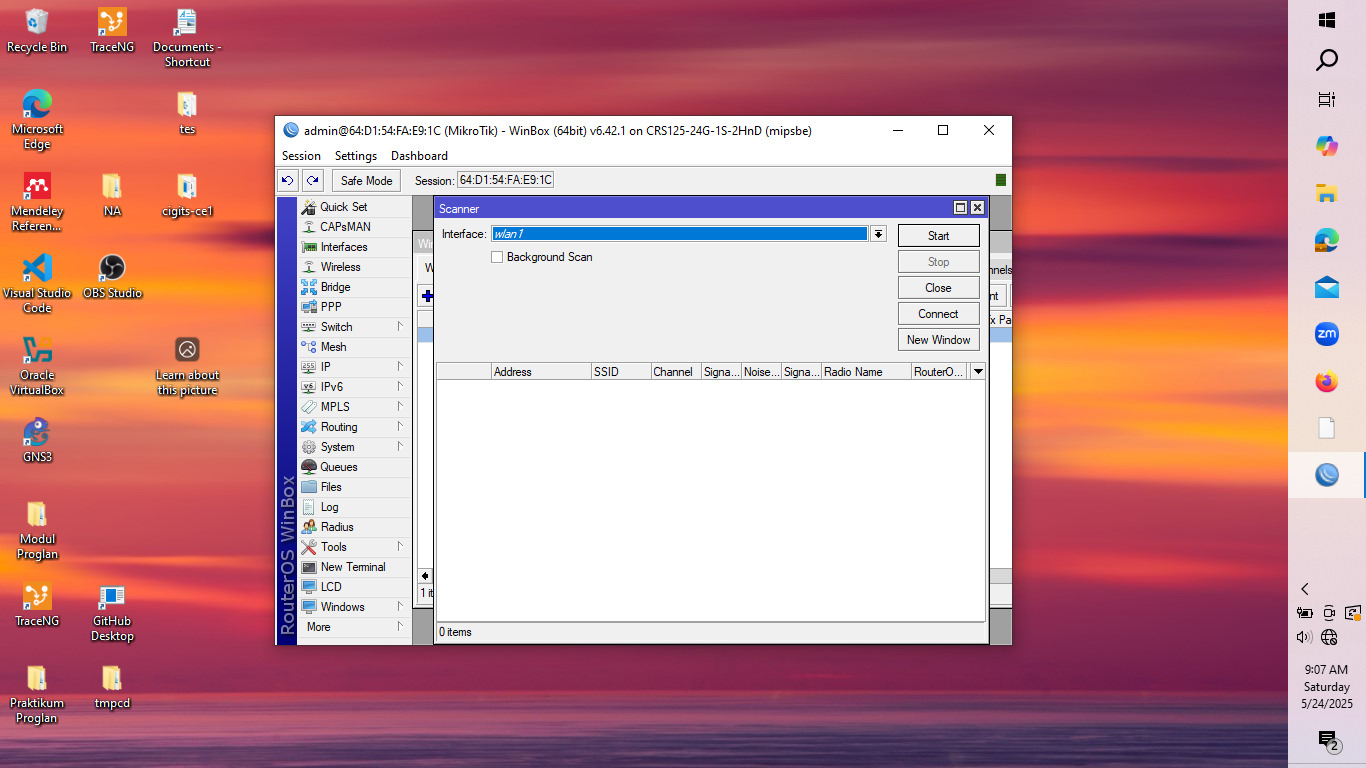 Recycle Bin
TraceNG
Documents -
Shortcut
Microsoft
Edge
tes
Mendeley
Referen...
NA
cigits-ce1
Visual Studio
Code
OBS Studio
Oracle
VirtualBox
Learn about
this picture
GNS3
Modul
Proglan
TraceNG
GitHub
Desktop
Praktikum
Proglan
tmpcd
admin@64:D1:54:FA:E9:1C (MikroTik) - WinBox (64bit) v6.42.1 on CRS125-24G-1S-2HnD (mipsbe)
Session Settings Dashboard
Safe Mode Session: 64:D1:54:FA:E9:1C
RouterOS WinBox
Quick Set
CAPsMAN
Interfaces
Wireless
Bridge
PPP
Switch
Mesh
255 IP
v6 IPv6
MPLS
Routing
System
Queues
Files
Log
Radius
Tools
New Terminal
LCD
Windows
More
Scanner
Interface: wlan1
Background Scan
Start
Stop
Close
Connect
New Window
Address SSID Channel Signa... Noise... Signa... Radio Name RouterO...
0 items
Wi
W
nnels
nt
x Pa
1 it
zm
9:07 AM
Saturday
5/24/2025
2